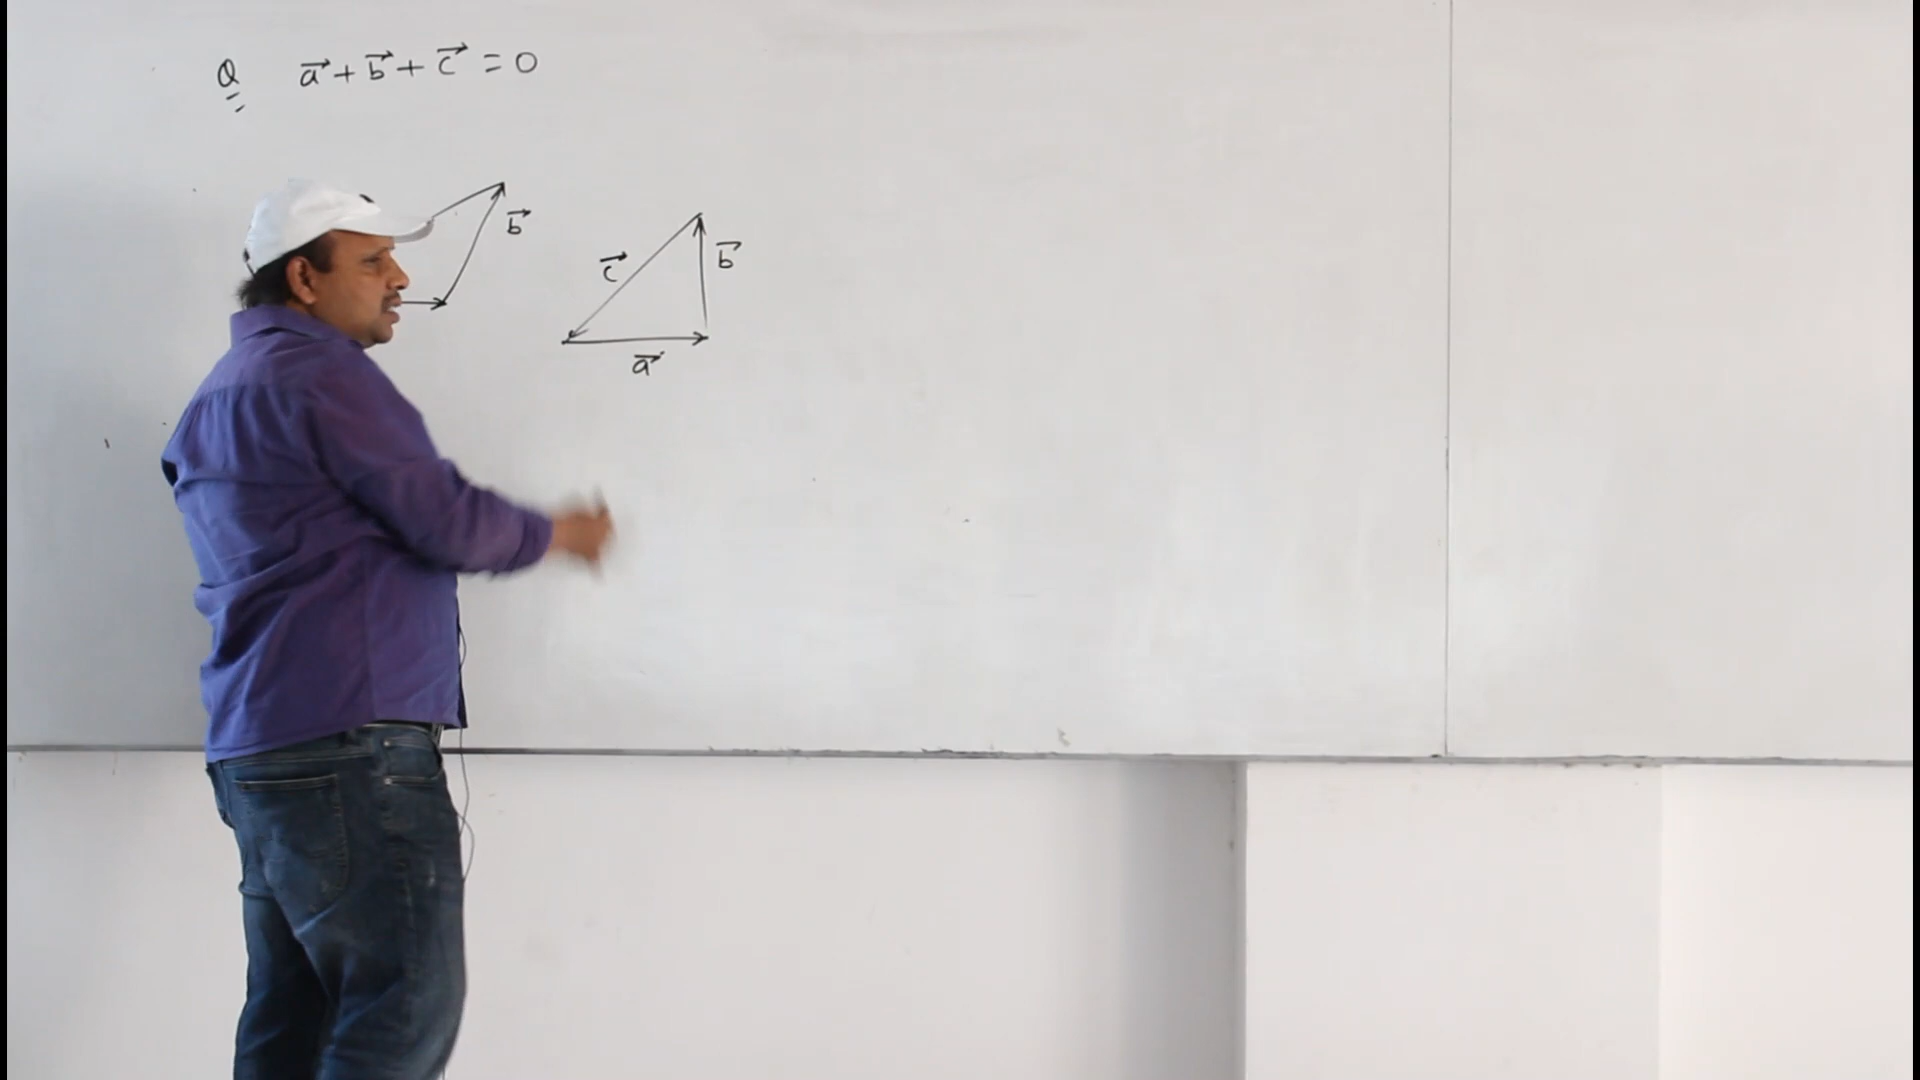 Q a⃗ + b⃗ + c⃗ = 0
b⃗
c⃗ b⃗
a⃗